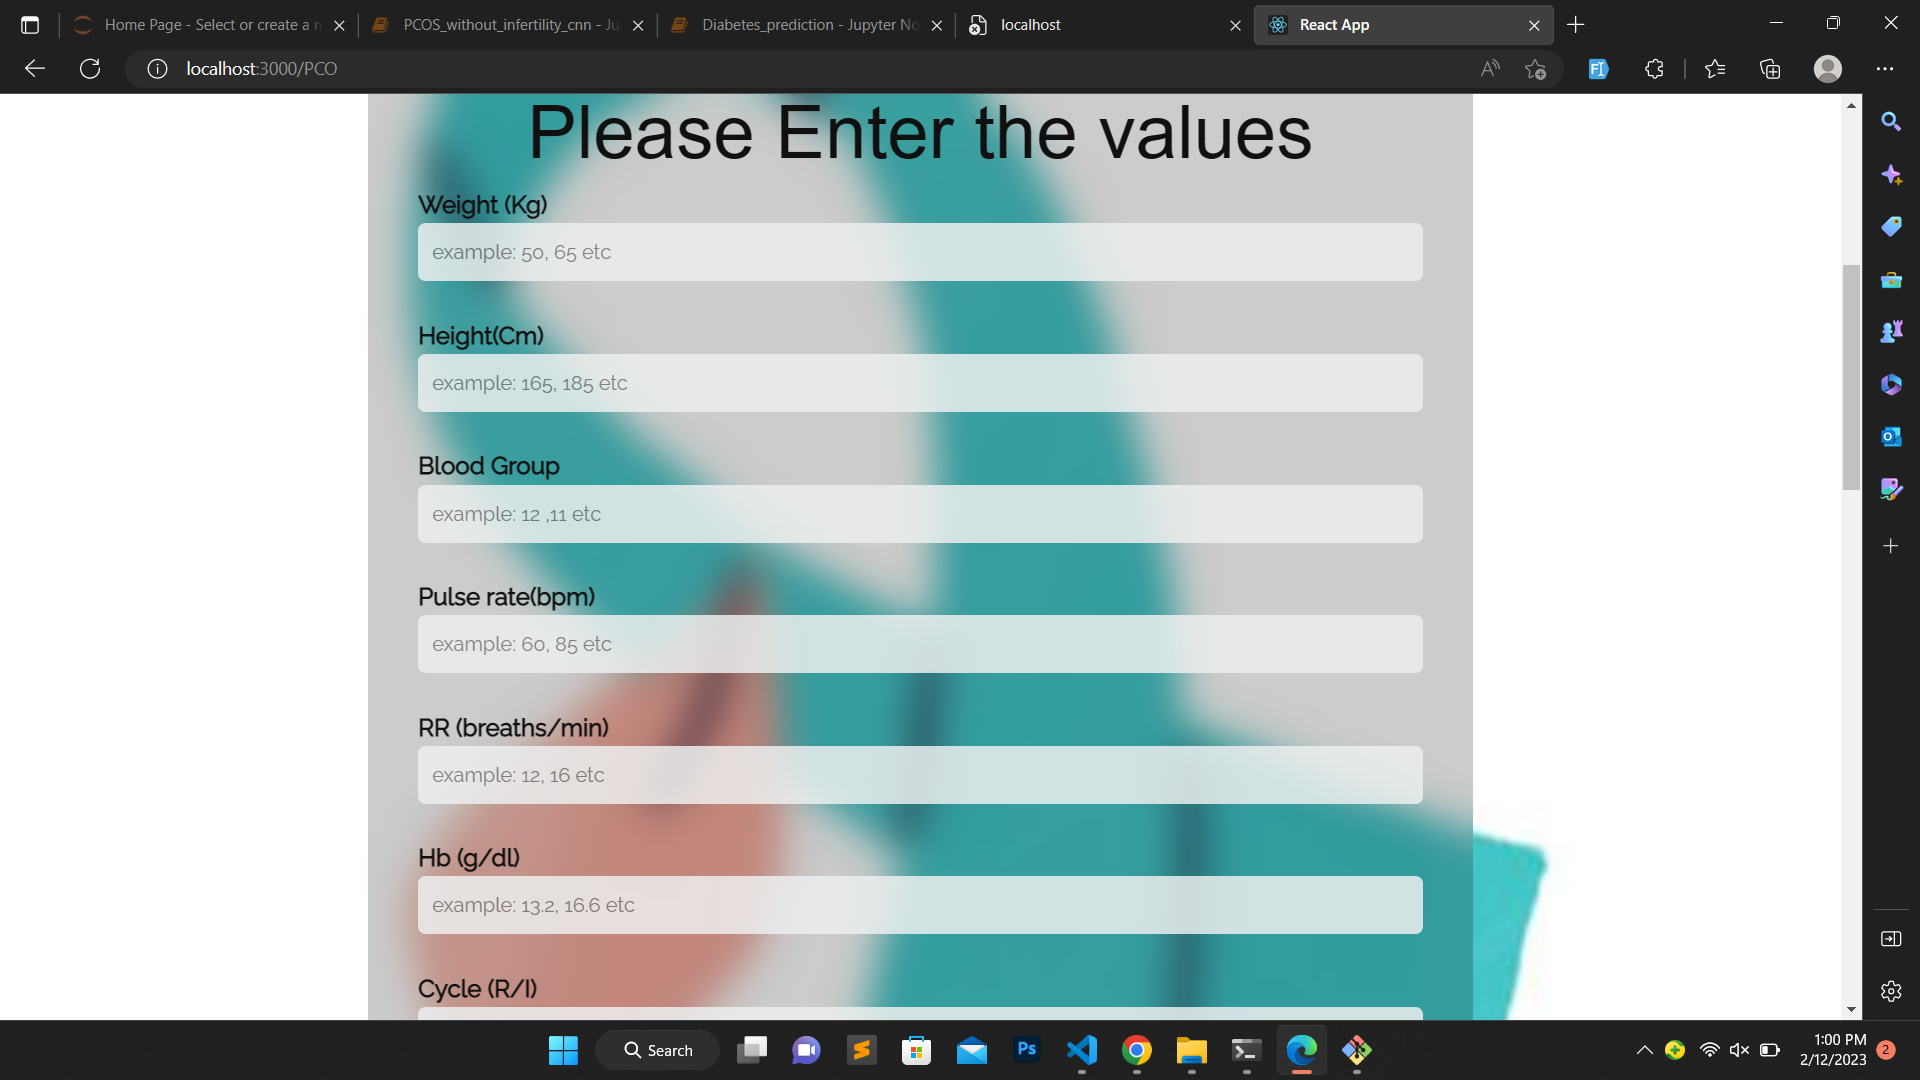 Home Page - Select or create a n
PCOS_without_infertility_cnn - Ju
Diabetes_prediction - Jupyter No
localhost
React App
localhost:3000/PCO
Please Enter the values
Weight (Kg)
example: 50, 65 etc
Height(Cm)
example: 165, 185 etc
Blood Group
example: 12 ,11 etc
Pulse rate(bpm)
example: 60, 85 etc
RR (breaths/min)
example: 12, 16 etc
Hb (g/dl)
example: 13.2, 16.6 etc
Cycle (R/I)
Search
Ps
1:00 PM
2/12/2023
2